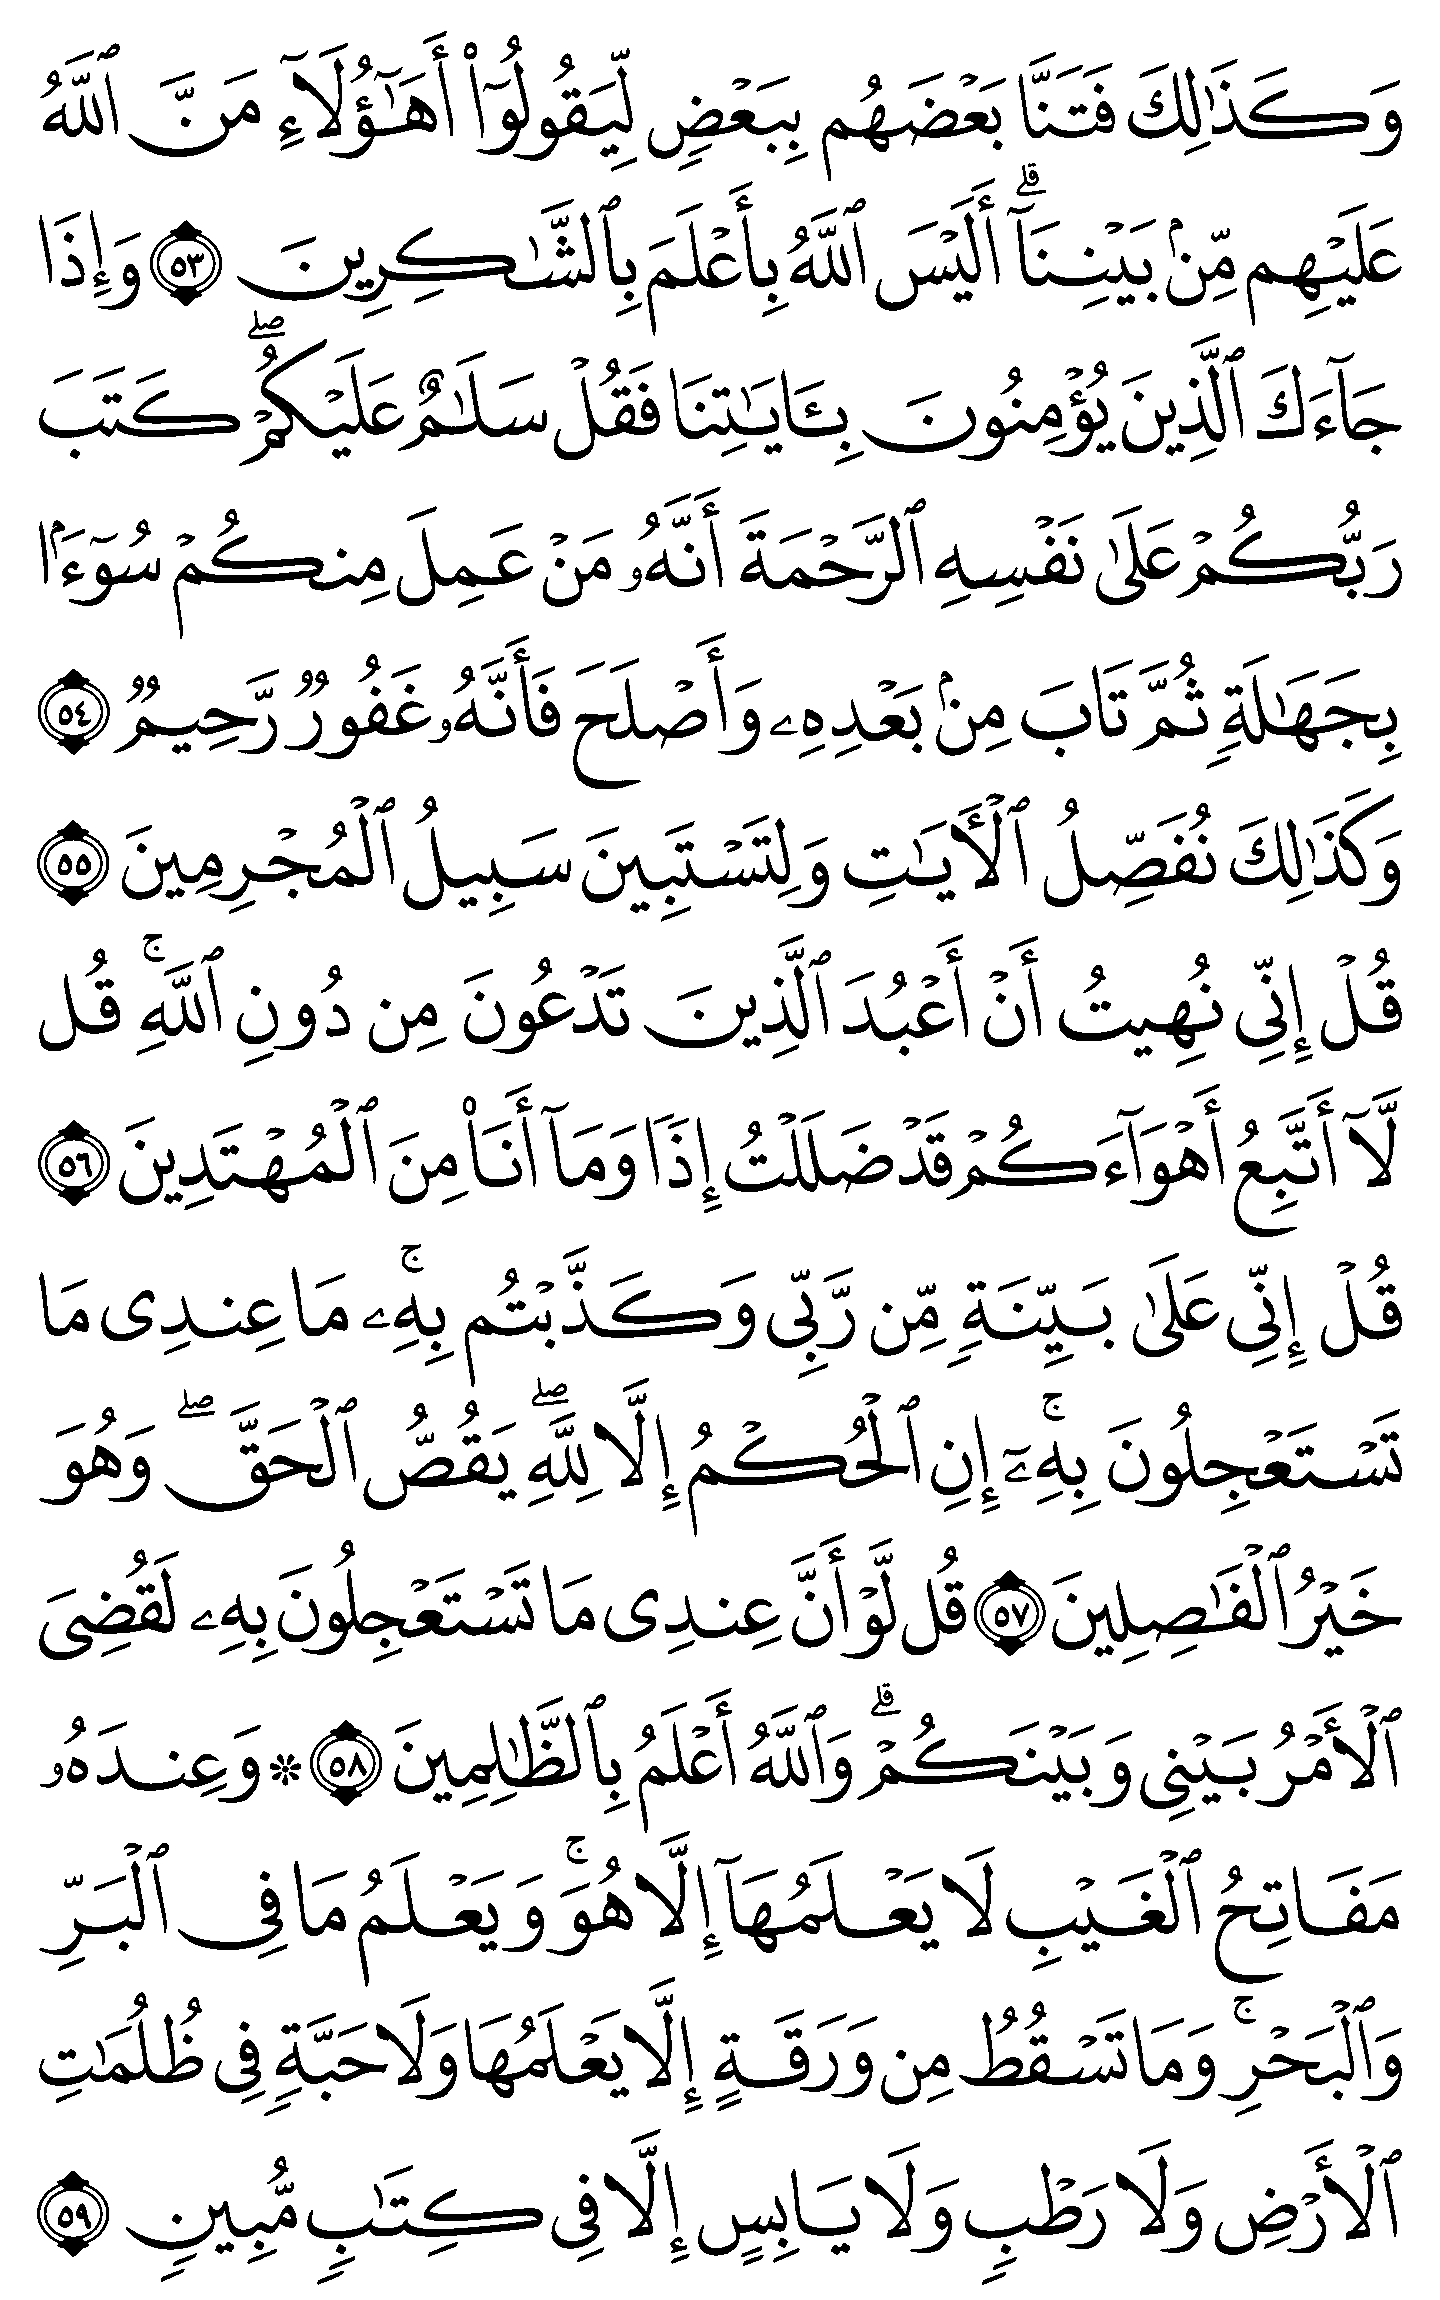 وَكَذَٰلِكَ فَتَنَّا بَعْضَهُم بِبَعْضٍ لِّيَقُولُوٓا۟ أَهَـٰٓؤُلَآءِ مَنَّ ٱللَّهُ
عَلَيْهِم مِّنۢ بَيْنِنَآ ۗ أَلَيْسَ ٱللَّهُ بِأَعْلَمَ بِٱلشَّـٰكِرِينَ ٥٣ وَإِذَا
جَآءَكَ ٱلَّذِينَ يُؤْمِنُونَ بِـَٔايَـٰتِنَا فَقُلْ سَلَـٰمٌ عَلَيْكُمْ ۖ كَتَبَ
رَبُّكُمْ عَلَىٰ نَفْسِهِ ٱلرَّحْمَةَ أَنَّهُۥ مَنْ عَمِلَ مِنكُمْ سُوٓءًۢا
بِجَهَـٰلَةٍ ثُمَّ تَابَ مِنۢ بَعْدِهِۦ وَأَصْلَحَ فَأَنَّهُۥ غَفُورٌ رَّحِيمٌ ٥٤
وَكَذَٰلِكَ نُفَصِّلُ ٱلْـَٔايَـٰتِ وَلِتَسْتَبِينَ سَبِيلُ ٱلْمُجْرِمِينَ ٥٥
قُلْ إِنِّى نُهِيتُ أَنْ أَعْبُدَ ٱلَّذِينَ تَدْعُونَ مِن دُونِ ٱللَّهِ ۚ قُل
لَّآ أَتَّبِعُ أَهْوَآءَكُمْ قَدْ ضَلَلْتُ إِذًا وَمَآ أَنَا۠ مِنَ ٱلْمُهْتَدِينَ ٥٦
قُلْ إِنِّى عَلَىٰ بَيِّنَةٍ مِّن رَّبِّى وَكَذَّبْتُم بِهِۦ ۚ مَا عِندِى مَا
تَسْتَعْجِلُونَ بِهِۦٓ ۚ إِنِ ٱلْحُكْمُ إِلَّا لِلَّهِ ۖ يَقُصُّ ٱلْحَقَّ ۖ وَهُوَ
خَيْرُ ٱلْفَـٰصِلِينَ ٥٧ قُل لَّوْ أَنَّ عِندِى مَا تَسْتَعْجِلُونَ بِهِۦ لَقُضِىَ
ٱلْأَمْرُ بَيْنِى وَبَيْنَكُمْ ۗ وَٱللَّهُ أَعْلَمُ بِٱلظَّـٰلِمِينَ ٥٨ ۞ وَعِندَهُۥ
مَفَاتِحُ ٱلْغَيْبِ لَا يَعْلَمُهَآ إِلَّا هُوَ ۚ وَيَعْلَمُ مَا فِى ٱلْبَرِّ
وَٱلْبَحْرِ ۚ وَمَا تَسْقُطُ مِن وَرَقَةٍ إِلَّا يَعْلَمُهَا وَلَا حَبَّةٍ فِى ظُلُمَـٰتِ
ٱلْأَرْضِ وَلَا رَطْبٍ وَلَا يَابِسٍ إِلَّا فِى كِتَـٰبٍ مُّبِينٍ ٥٩